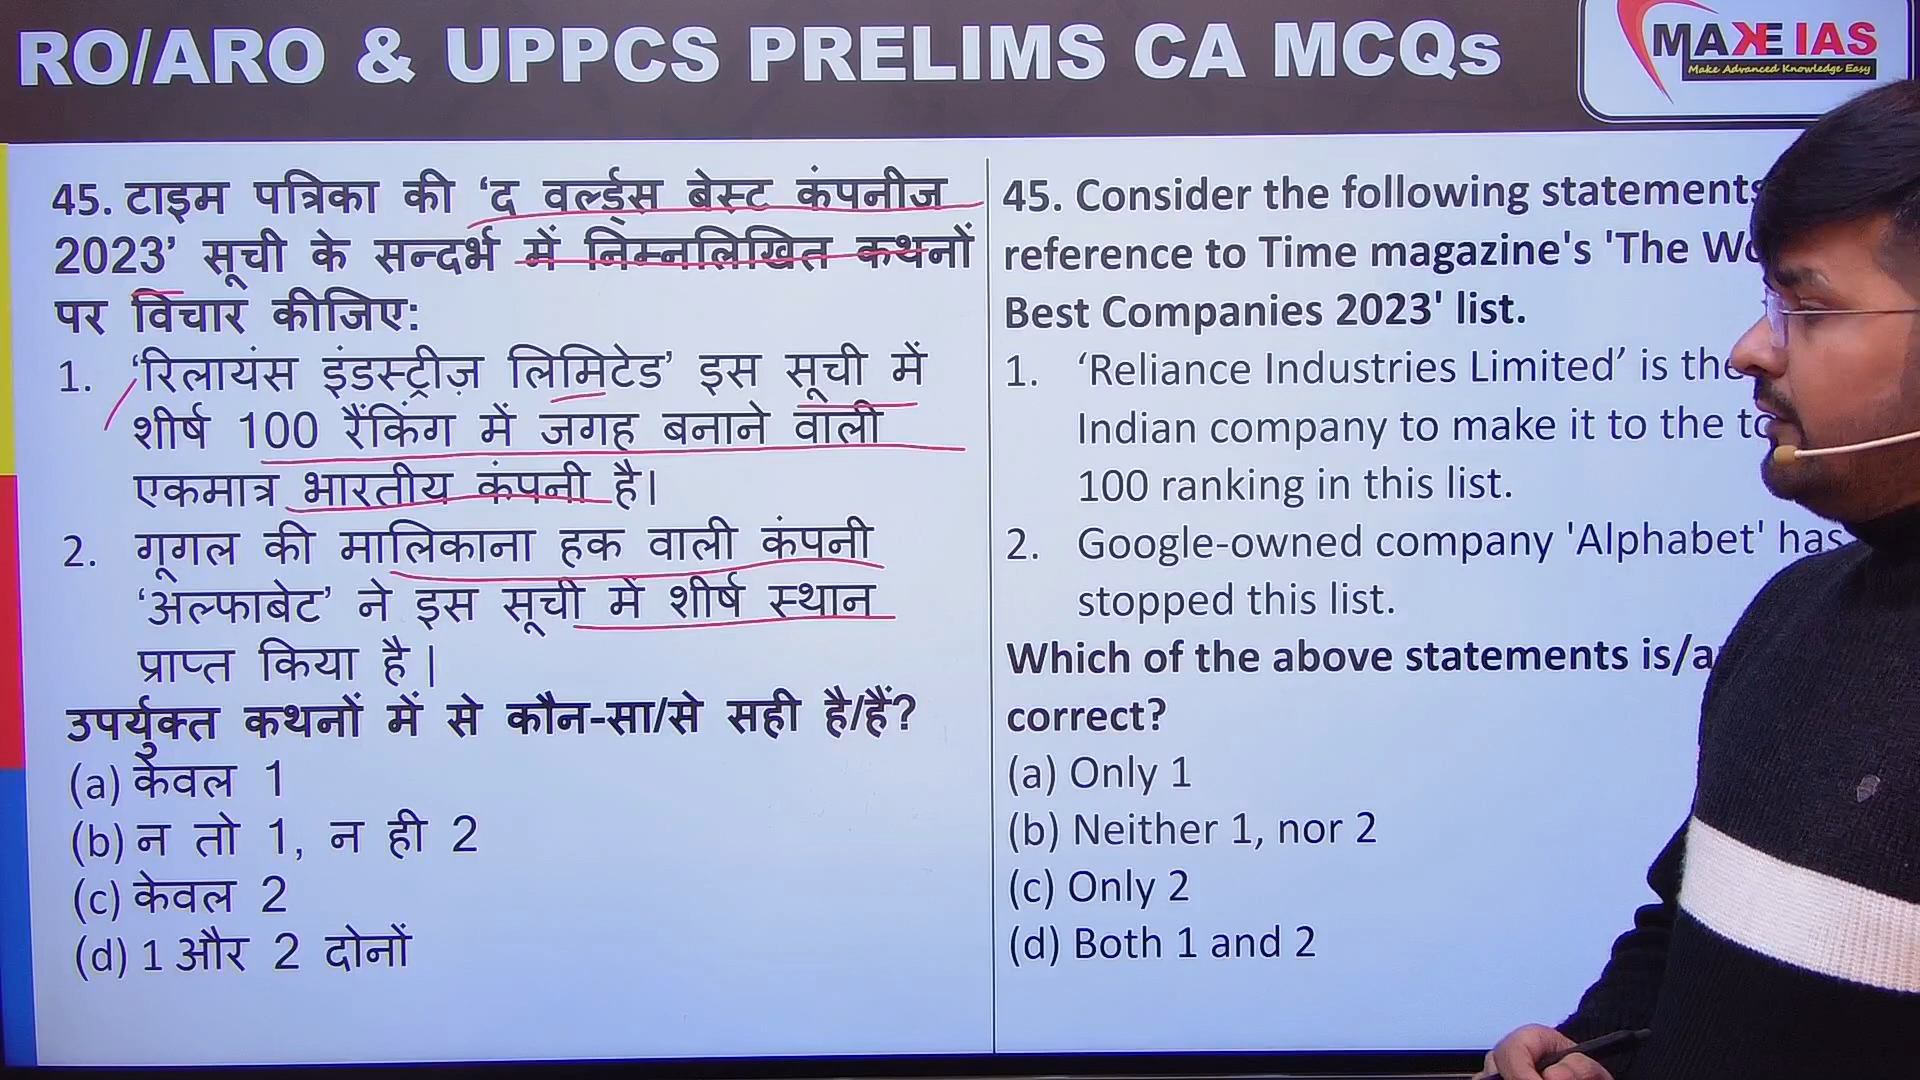 RO/ARO & UPPCS PRELIMS CA MCQs
MAKE IAS
Make Advanced Knowledge Easy
45. टाइम पत्रिका की ‘द वर्ल्ड्स बेस्ट कंपनीज
2023’ सूची के सन्दर्भ में निम्नलिखित कथनों
पर विचार कीजिए:
1. ‘रिलायंस इंडस्ट्रीज़ लिमिटेड’ इस सूची में
शीर्ष 100 रैंकिंग में जगह बनाने वाली
एकमात्र भारतीय कंपनी है।
2. गूगल की मालिकाना हक वाली कंपनी
‘अल्फाबेट’ ने इस सूची में शीर्ष स्थान
प्राप्त किया है |
उपर्युक्त कथनों में से कौन-सा/से सही है/हैं?
(a) केवल 1
(b) न तो 1, न ही 2
(c) केवल 2
(d) 1 और 2 दोनों
45. Consider the following statements
reference to Time magazine's 'The
Best Companies 2023' list.
1. ‘Reliance Industries Limited’ is the
Indian company to make it to the
100 ranking in this list.
2. Google-owned company 'Alphabet' has
stopped this list.
Which of the above statements is/
correct?
(a) Only 1
(b) Neither 1, nor 2
(c) Only 2
(d) Both 1 and 2